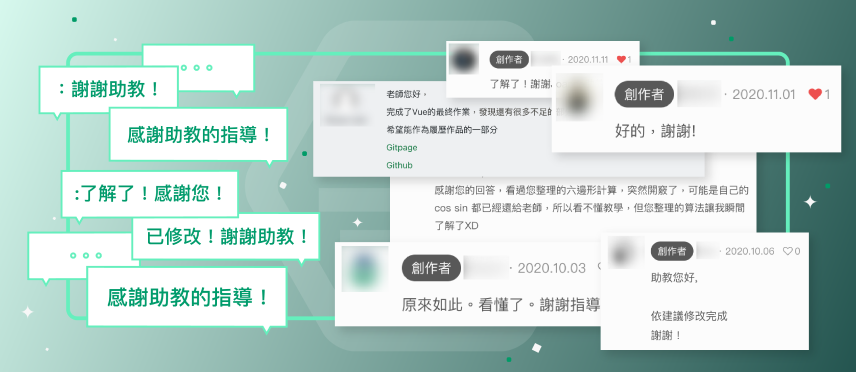 ：謝謝助教！
感謝助教的指導！
:了解了！感謝您！
已修改！謝謝助教！
感謝助教的指導！
創作者 · 2020.11.11 1
了解了！謝謝
老師您好，
完成了Vue的最終作業，發現還有很多不足的
希望能作為履歷作品的一部分
Gitpage
Github
創作者 · 2020.11.01 1
好的，謝謝!
感謝您的回答，看過您整理的六邊形計算，突然開竅了，可能是自己的
cos sin 都已經還給老師，所以看不懂教學，但您整理的算法讓我瞬間
了解了XD
創作者 · 2020.10.03
原來如此。看懂了。謝謝指導
創作者 · 2020.10.06 0
助教您好,
依建議修改完成
謝謝！